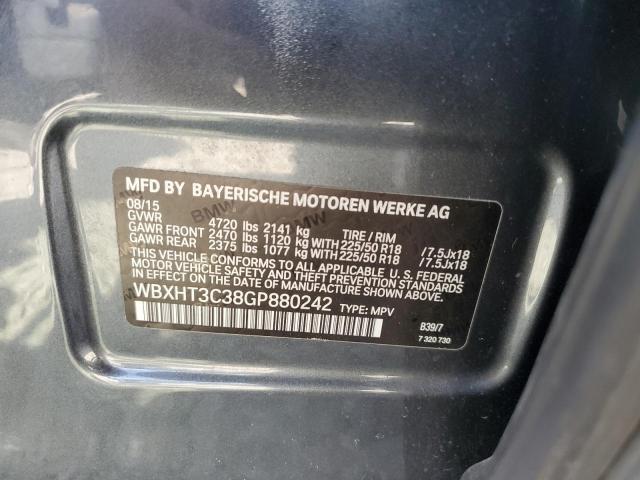 MFD BY BAYERISCHE MOTOREN WERKE AG
08/15
GVWR 4720 lbs 2141 kg TIRE / RIM
GAWR FRONT 2470 lbs 1120 kg WITH 225/50 R18 /7.5Jx18
GAWR REAR 2375 lbs 1077 kg WITH 225/50 R18 /7.5Jx18
THIS VEHICLE CONFORMS TO ALL APPLICABLE U.S. FEDERAL
MOTOR VEHICLE SAFETY, BUMPER, AND THEFT PREVENTION
STANDARDS IN EFFECT ON THE DATE OF MANUFACTURE SHOWN ABOVE.
WBXHT3C38GP880242 TYPE: MPV
B39/7
7 320 730